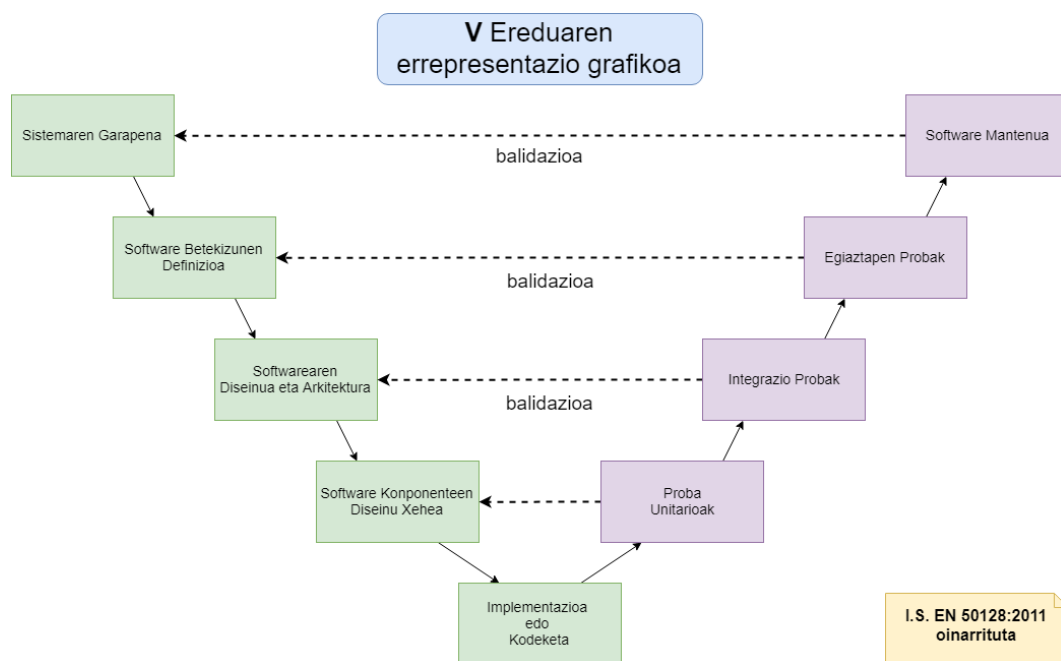 V Ereduaren
errepresentazio grafikoa
Sistemaren Garapena
Software Mantenua
balidazioa
Software Betekizunen
Definizioa
Egiaztapen Probak
balidazioa
Softwarearen
Diseinua eta Arkitektura
Integrazio Probak
balidazioa
Software Konponenteen
Diseinu Xehea
Proba
Unitarioak
Implementazioa
edo
Kodeketa
I.S. EN 50128:2011
oinarrituta